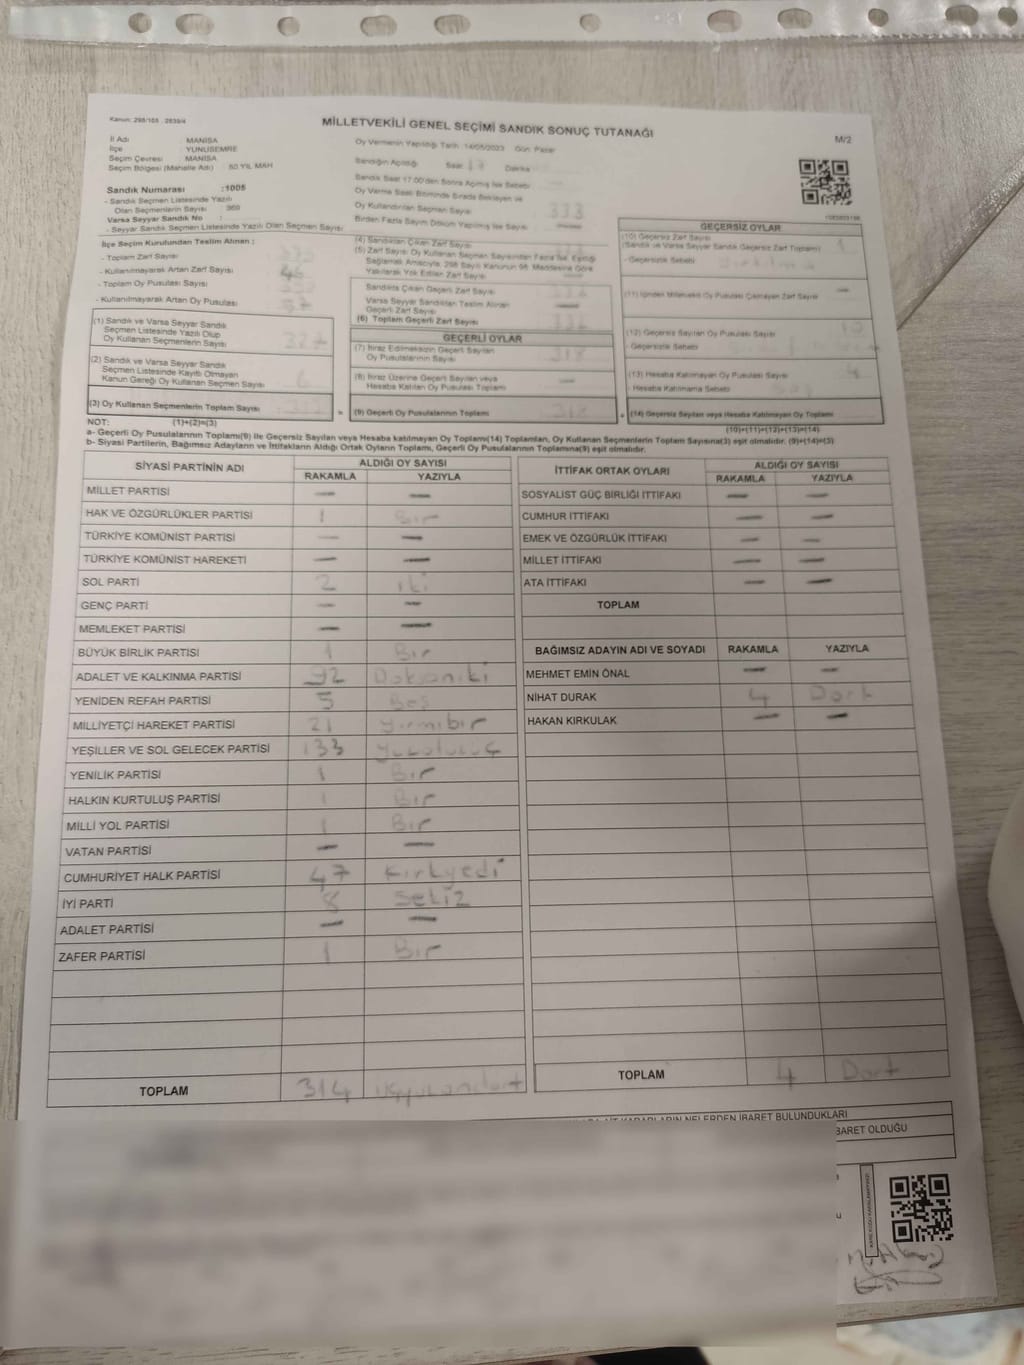 Kanun: 298/105 , 2839/4
MİLLETVEKİLİ GENEL SEÇİMİ SANDIK SONUÇ TUTANAĞI
M/2
İl Adı MANİSA
İlçe YUNUSEMRE
Seçim Çevresi MANİSA
Seçim Bölgesi (Mahalle Adı) 50.YIL MAH
Oy Vermenin Yapıldığı Tarih 14/05/2023 Gün: Pazar
Sandığın Açıldığı Saat 17 Dakika
Sandık Saat 17.00'den Sonra Açılmış İse Sebebi
Oy Verme Saati Bitiminde Sırada Bekleyen ve
Oy Kullandırılan Seçmen Sayısı 333
Birden Fazla Sayım Döküm Yapılmış İse Sayısı —
Sandık Numarası :1005
- Sandık Seçmen Listesinde Yazılı
Olan Seçmenlerin Sayısı 360
Varsa Seyyar Sandık No
- Seyyar Sandık Seçmen Listesinde Yazılı Olan Seçmen Sayısı
İlçe Seçim Kurulundan Teslim Alınan :
- Toplam Zarf Sayısı
- Kullanılmayarak Artan Zarf Sayısı 46
- Toplam Oy Pusulası Sayısı
- Kullanılmayarak Artan Oy Pusulası 57
(1) Sandık ve Varsa Seyyar Sandık
Seçmen Listesinde Yazılı Olup
Oy Kullanan Seçmenlerin Sayısı 327
(2) Sandık ve Varsa Seyyar Sandık
Seçmen Listesinde Kayıtlı Olmayan
Kanun Gereği Oy Kullanan Seçmen Sayısı 6
(3) Oy Kullanan Seçmenlerin Toplam Sayısı 333
(1)+(2)=(3)
(4) Sandıktan Çıkan Zarf Sayısı
(5) Zarf Sayısı Oy Kullanan Seçmen Sayısından Fazla İse, Eşitliği
Sağlamak Amacıyla, 298 Sayılı Kanunun 98. Maddesine Göre
Yakılarak Yok Edilen Zarf Sayısı —
Sandıkta Çıkan Geçerli Zarf Sayısı 332
Varsa Seyyar Sandıktan Teslim Alınan
Geçerli Zarf Sayısı —
(6) Toplam Geçerli Zarf Sayısı 332
GEÇERLİ OYLAR
(7) İtiraz Edilmeksizin Geçerli Sayılan
Oy Pusulalarının Sayısı 318
(8) İtiraz Üzerine Geçerli Sayılan veya
Hesaba Katılan Oy Pusulası Toplamı —
= (9) Geçerli Oy Pusulalarının Toplamı 318
GEÇERSİZ OYLAR
(10) Geçersiz Zarf Sayısı
(Sandık ve Varsa Seyyar Sandık Geçersiz Zarf Toplamı) 1
- Geçersizlik Sebebi
(11) İçinden Milletvekili Oy Pusulası Çıkmayan Zarf Sayısı —
(12) Geçersiz Sayılan Oy Pusulası Sayısı 10
- Geçersizlik Sebebi
(13) Hesaba Katılmayan Oy Pusulası Sayısı 4
- Hesaba Katılmama Sebebi
+ (14) Geçersiz Sayılan veya Hesaba Katılmayan Oy Toplamı
(10)+(11)+(12)+(13)=(14)
NOT:
a- Geçerli Oy Pusulalarının Toplamı(9) ile Geçersiz Sayılan veya Hesaba katılmayan Oy Toplamı(14) Toplamları, Oy Kullanan Seçmenlerin Toplam Sayısına(3) eşit olmalıdır. (9)+(14)=(3)
b- Siyasi Partilerin, Bağımsız Adayların ve İttifakların Aldığı Ortak Oyların Toplamı, Geçerli Oy Pusulalarının Toplamına(9) eşit olmalıdır.
SİYASİ PARTİNİN ADI ALDIĞI OY SAYISI
RAKAMLA YAZIYLA
MİLLET PARTİSİ — —
HAK VE ÖZGÜRLÜKLER PARTİSİ 1 Bir
TÜRKİYE KOMÜNİST PARTİSİ — —
TÜRKİYE KOMÜNİST HAREKETİ — —
SOL PARTİ 2 iki
GENÇ PARTİ — —
MEMLEKET PARTİSİ — —
BÜYÜK BİRLİK PARTİSİ 1 Bir
ADALET VE KALKINMA PARTİSİ 92 Doksaniki
YENİDEN REFAH PARTİSİ 5 Beş
MİLLİYETÇİ HAREKET PARTİSİ 21 yirmibir
YEŞİLLER VE SOL GELECEK PARTİSİ 133
YENİLİK PARTİSİ 1 Bir
HALKIN KURTULUŞ PARTİSİ 1 Bir
MİLLİ YOL PARTİSİ 1 Bir
VATAN PARTİSİ — —
CUMHURİYET HALK PARTİSİ 47 Kırkyedi
İYİ PARTİ 8 Sekiz
ADALET PARTİSİ — —
ZAFER PARTİSİ 1 Bir
TOPLAM 314
İTTİFAK ORTAK OYLARI ALDIĞI OY SAYISI
RAKAMLA YAZIYLA
SOSYALİST GÜÇ BİRLİĞİ İTTİFAKI — —
CUMHUR İTTİFAKI — —
EMEK VE ÖZGÜRLÜK İTTİFAKI — —
MİLLET İTTİFAKI — —
ATA İTTİFAKI — —
TOPLAM
BAĞIMSIZ ADAYIN ADI VE SOYADI RAKAMLA YAZIYLA
MEHMET EMİN ÖNAL — —
NİHAT DURAK 4 Dört
HAKAN KIRKULAK — —
TOPLAM 4 Dört
KARARLARIN NELERDEN İBARET BULUNDUKLARI
BARET OLDUĞU